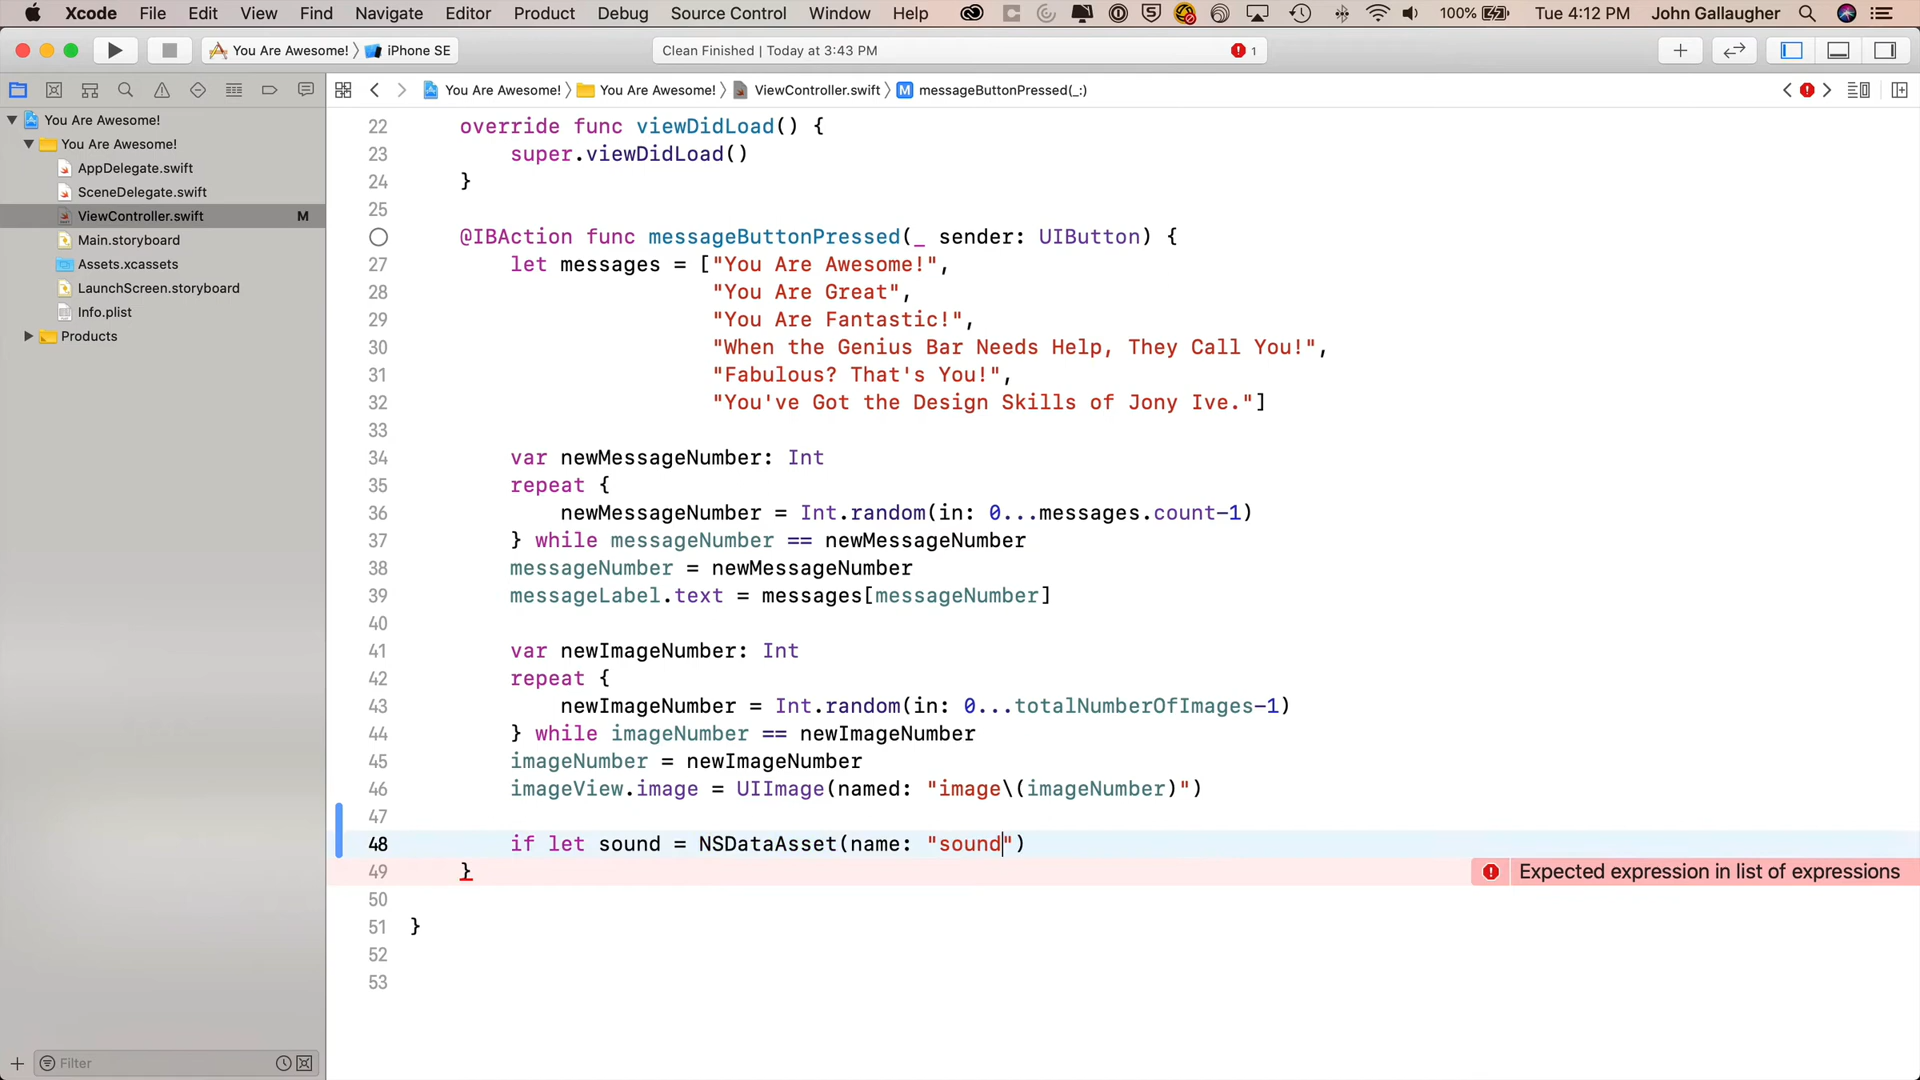 Xcode File Edit View Find Navigate Editor Product Debug Source Control Window Help 100% Tue 4:12 PM John Gallaugher
You Are Awesome! iPhone SE Clean Finished | Today at 3:43 PM 1
You Are Awesome! You Are Awesome! ViewController.swift M messageButtonPressed(_:)
You Are Awesome!
You Are Awesome!
AppDelegate.swift
SceneDelegate.swift
ViewController.swift M
Main.storyboard
Assets.xcassets
LaunchScreen.storyboard
Info.plist
Products
Filter
22 override func viewDidLoad() {
23 super.viewDidLoad()
24 }
25
@IBAction func messageButtonPressed(_ sender: UIButton) {
27 let messages = ["You Are Awesome!",
28 "You Are Great",
29 "You Are Fantastic!",
30 "When the Genius Bar Needs Help, They Call You!",
31 "Fabulous? That's You!",
32 "You've Got the Design Skills of Jony Ive."]
33
34 var newMessageNumber: Int
35 repeat {
36 newMessageNumber = Int.random(in: 0...messages.count-1)
37 } while messageNumber == newMessageNumber
38 messageNumber = newMessageNumber
39 messageLabel.text = messages[messageNumber]
40
41 var newImageNumber: Int
42 repeat {
43 newImageNumber = Int.random(in: 0...totalNumberOfImages-1)
44 } while imageNumber == newImageNumber
45 imageNumber = newImageNumber
46 imageView.image = UIImage(named: "image\(imageNumber)")
47
48 if let sound = NSDataAsset(name: "sound")
49 } Expected expression in list of expressions
50
51 }
52
53